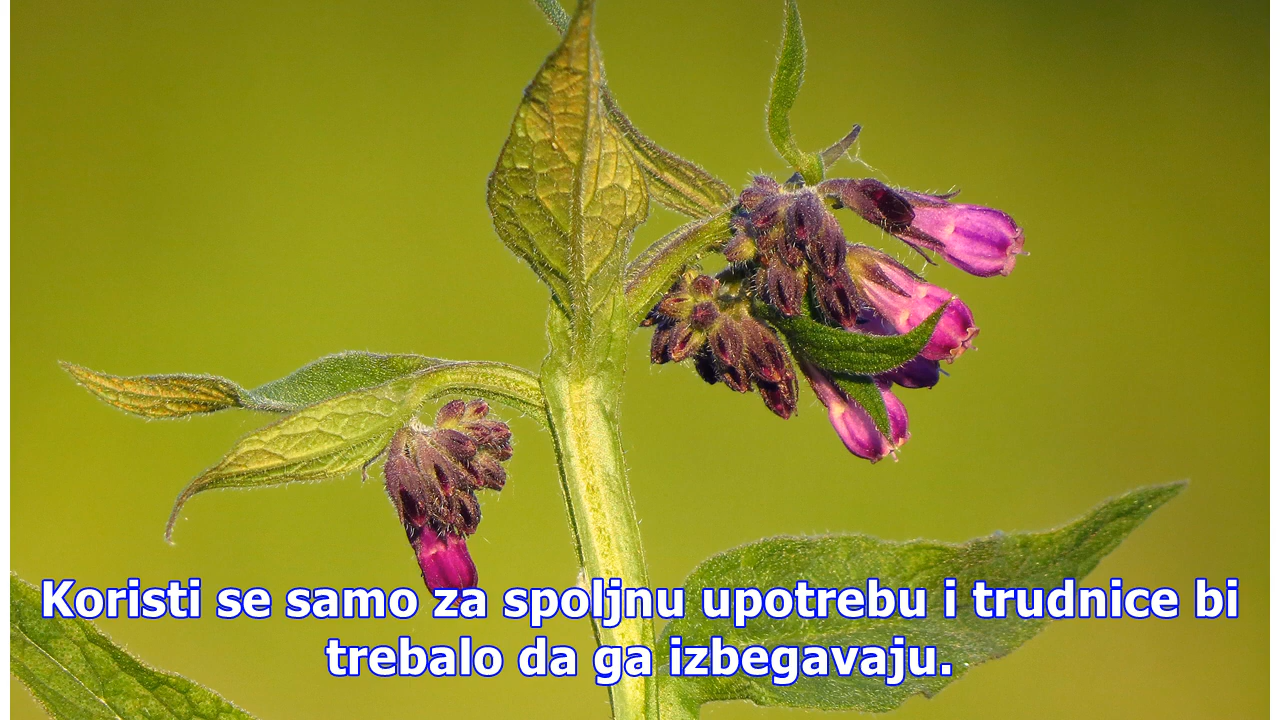 Koristi se samo za spoljnu upotrebu i trudnice bi
trebalo da ga izbegavaju.